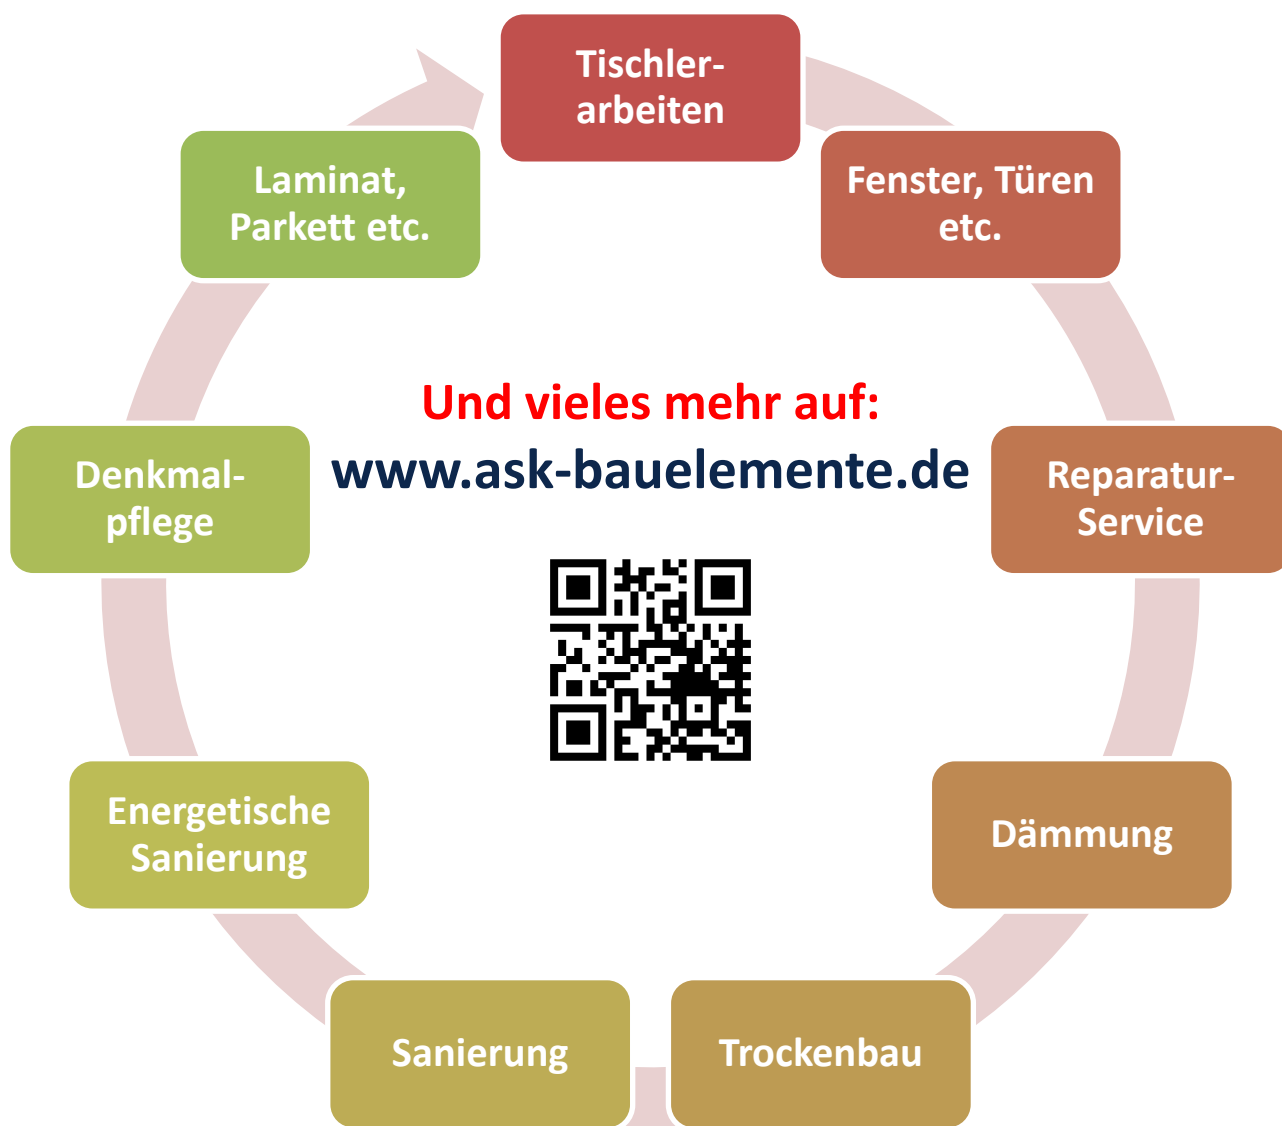 Tischler-
arbeiten
Fenster, Türen
etc.
Reparatur-
Service
Dämmung
Trockenbau
Sanierung
Energetische
Sanierung
Denkmal-
pflege
Laminat,
Parkett etc.
Und vieles mehr auf:
www.ask-bauelemente.de